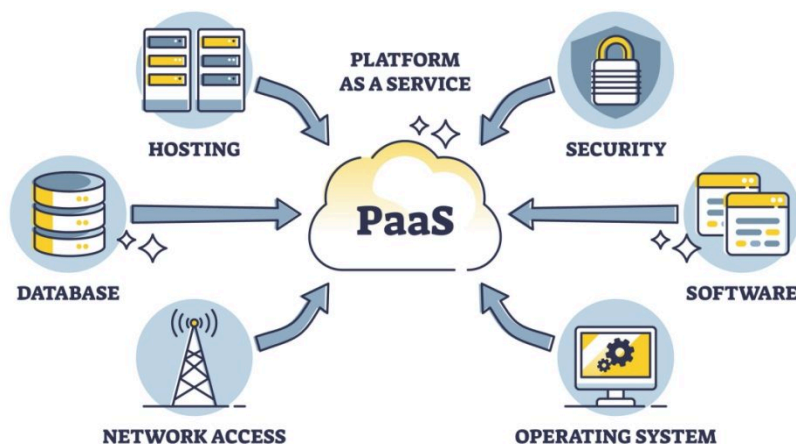 PLATFORM
AS A SERVICE
HOSTING
SECURITY
PaaS
DATABASE
SOFTWARE
NETWORK ACCESS
OPERATING SYSTEM